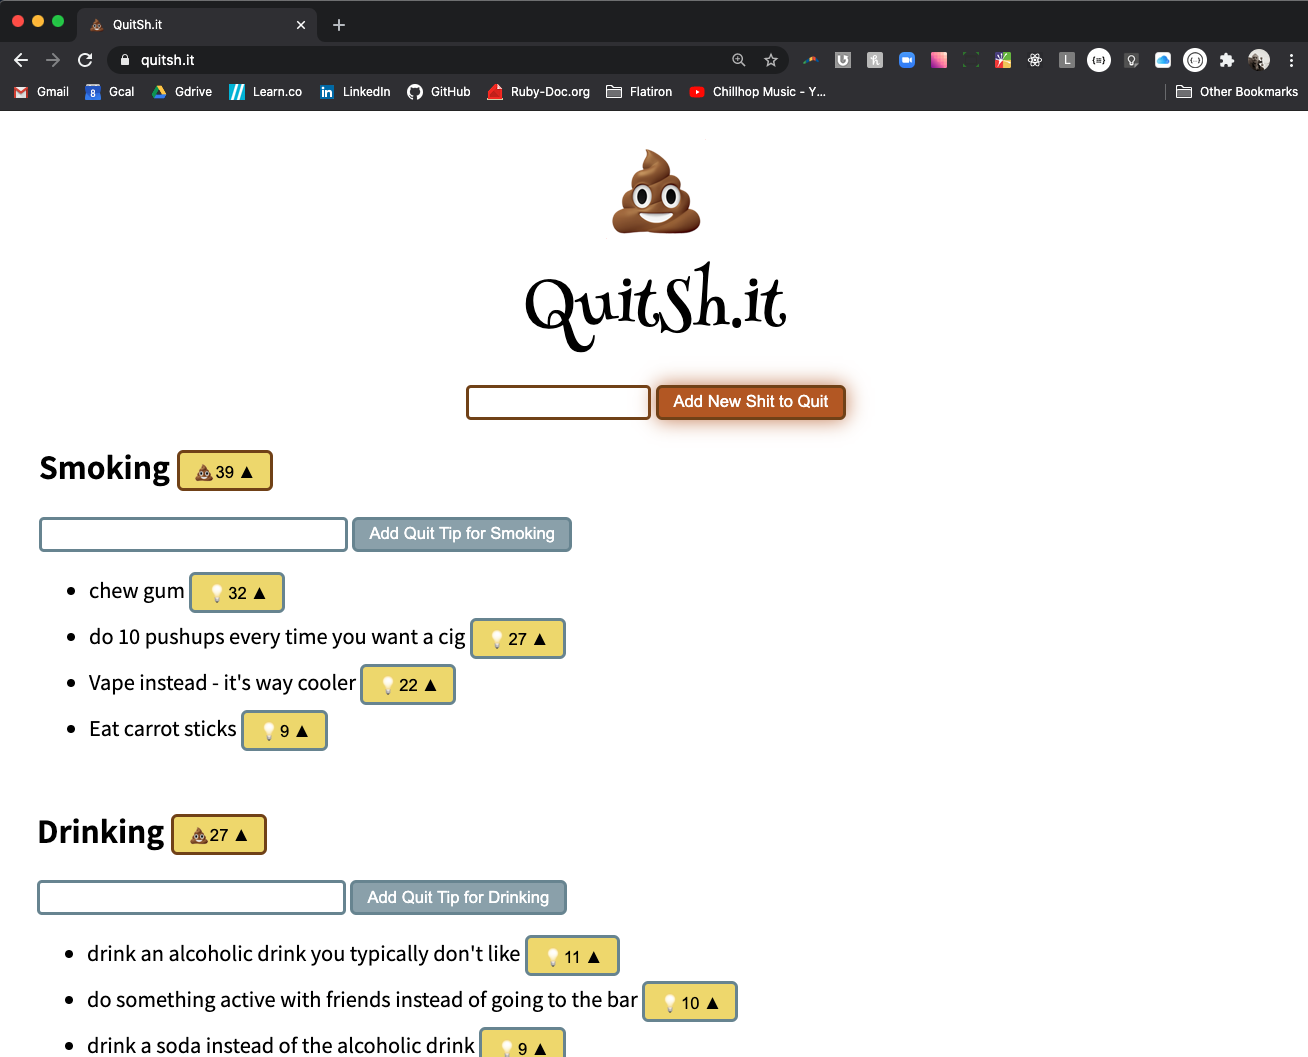 QuitSh.it
quitsh.it
Gmail Gcal Gdrive Learn.co LinkedIn GitHub Ruby-Doc.org Flatiron Chillhop Music - Y... Other Bookmarks
QuitSh.it
Add New Shit to Quit
Smoking 💩39 ▲
Add Quit Tip for Smoking
• chew gum 💡32 ▲
• do 10 pushups every time you want a cig 💡27 ▲
• Vape instead - it's way cooler 💡22 ▲
• Eat carrot sticks 💡9 ▲
Drinking 💩27 ▲
Add Quit Tip for Drinking
• drink an alcoholic drink you typically don't like 💡11 ▲
• do something active with friends instead of going to the bar 💡10 ▲
• drink a soda instead of the alcoholic drink 💡9 ▲